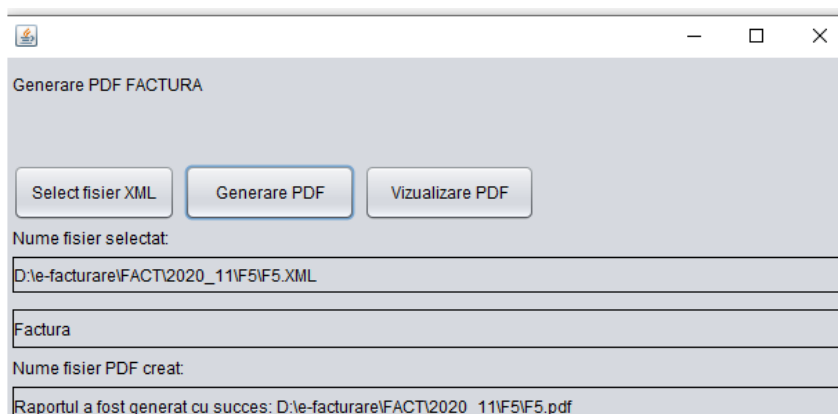 Generare PDF FACTURA
Select fisier XML Generare PDF Vizualizare PDF
Nume fisier selectat:
D:\e-facturare\FACT\2020_11\F5\F5.XML
Factura
Nume fisier PDF creat:
Raportul a fost generat cu succes: D:\e-facturare\FACT\2020_11\F5\F5.pdf